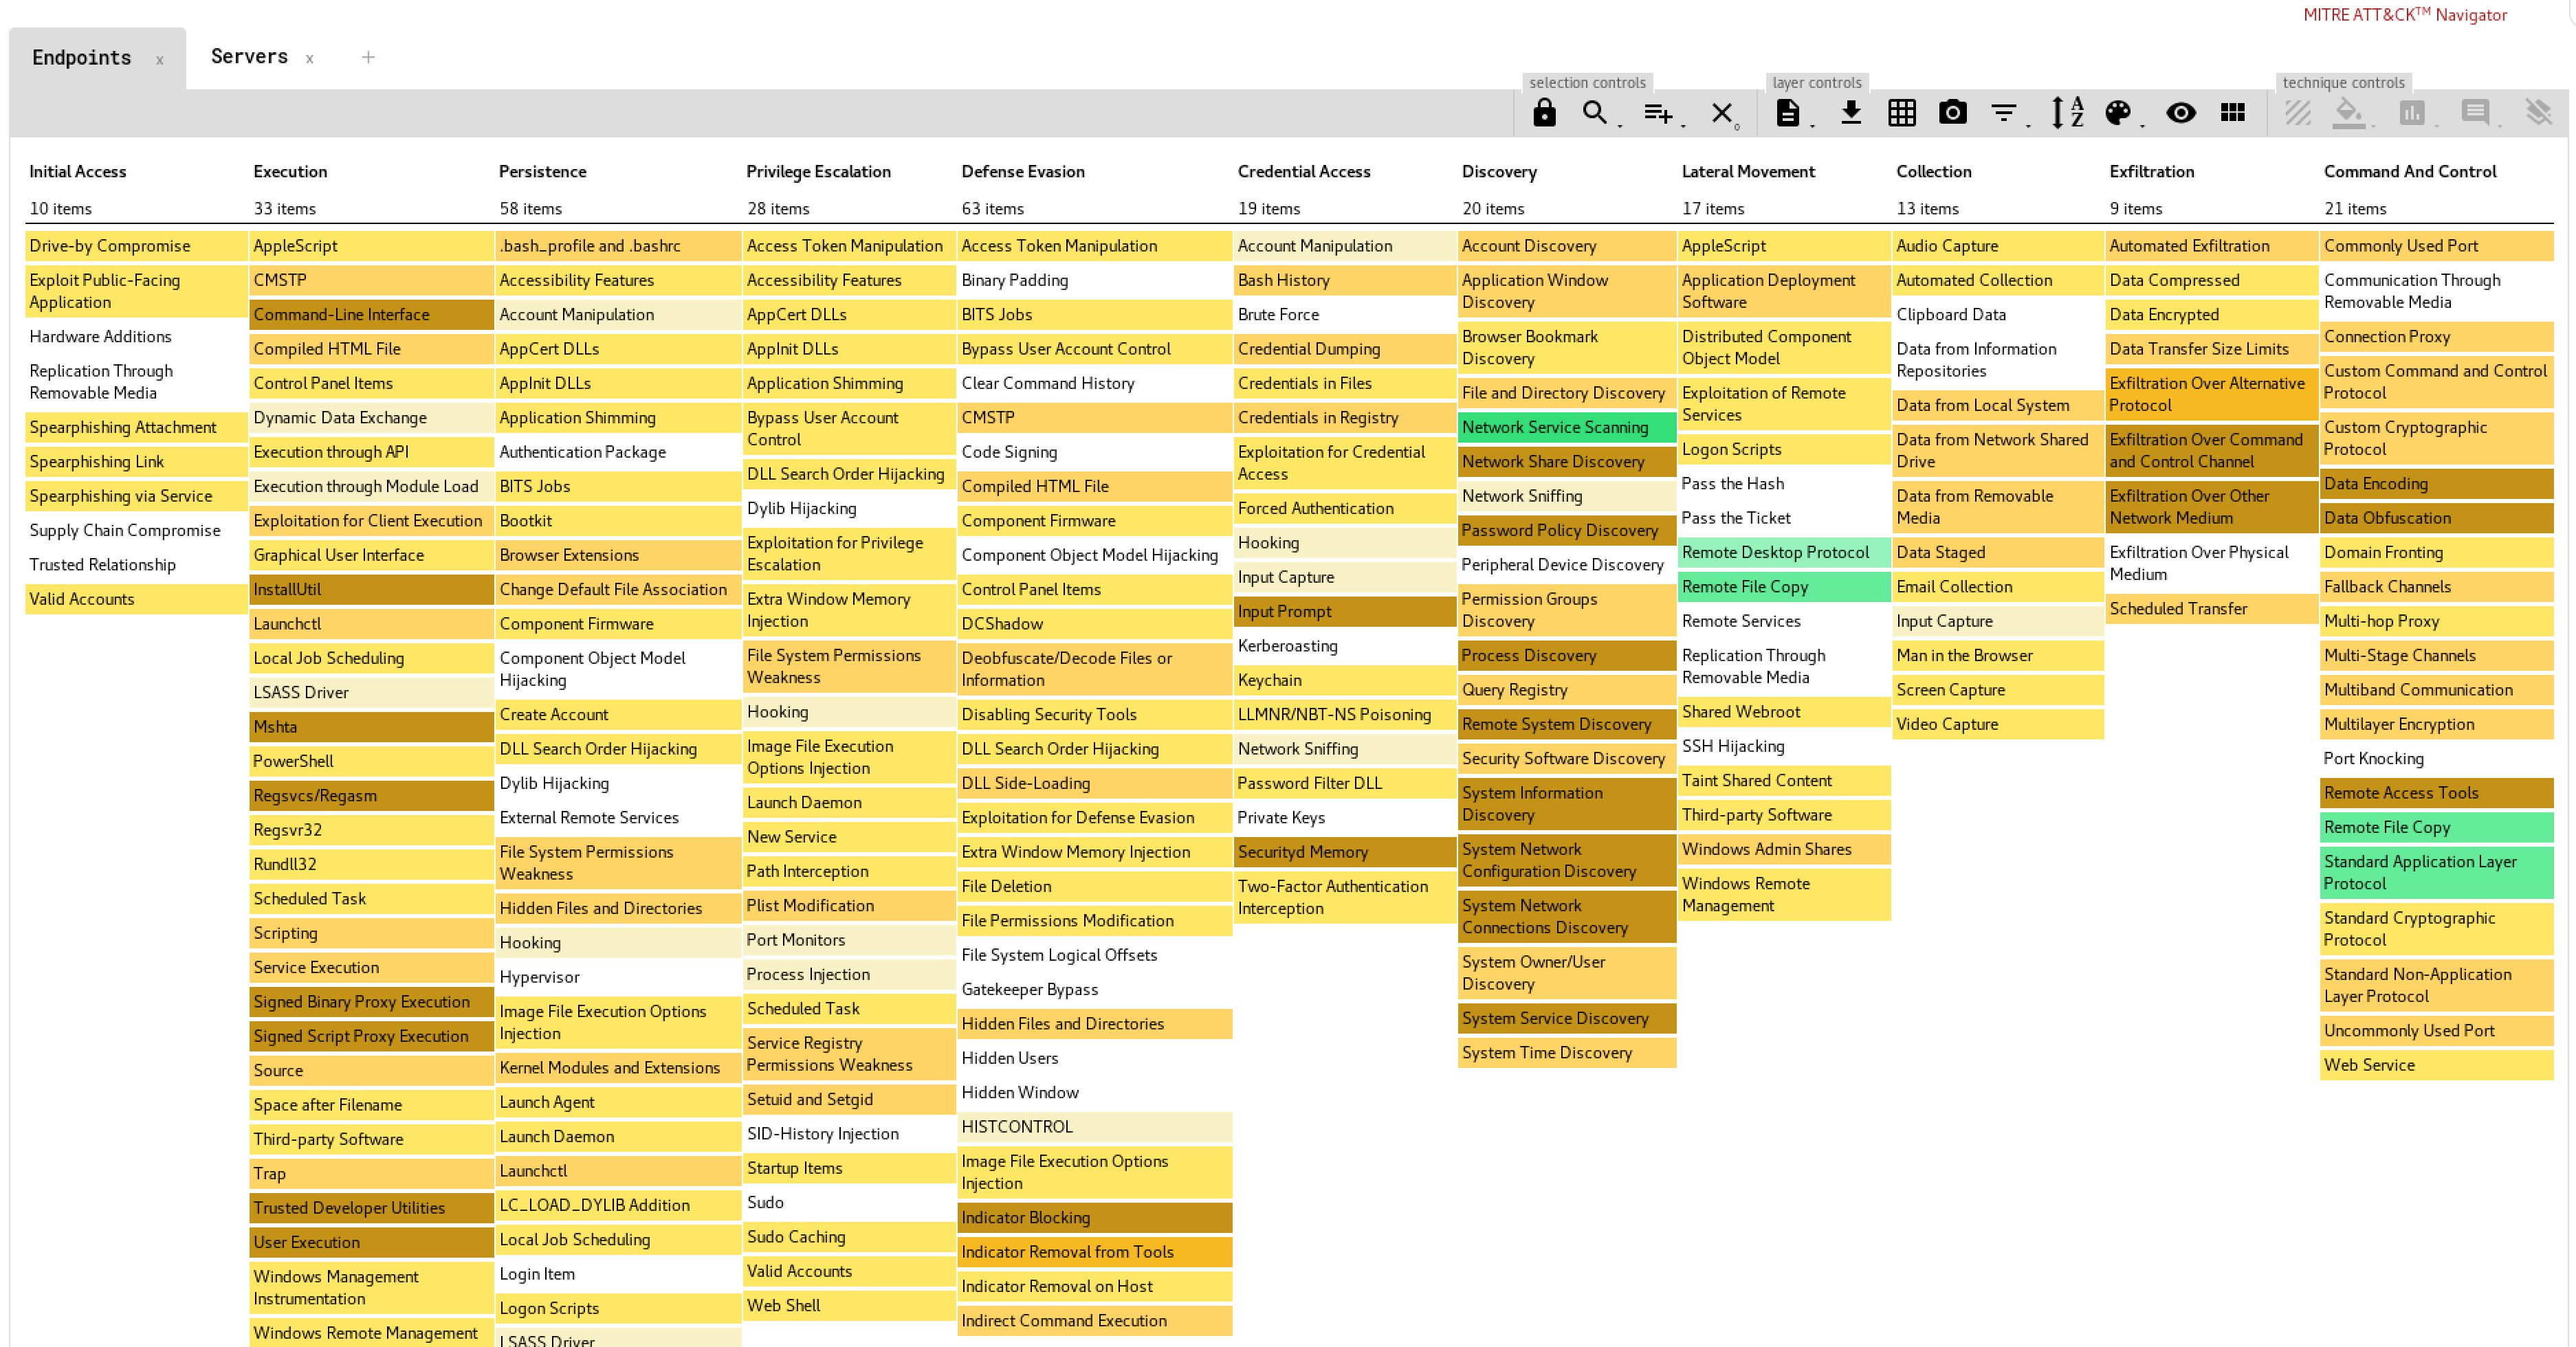 MITRE ATT&CK™ Navigator
Endpoints x
Servers x
+
selection controls
layer controls
technique controls
0
A
Z
Initial Access
10 items
Drive-by Compromise
Exploit Public-Facing
Application
Hardware Additions
Replication Through
Removable Media
Spearphishing Attachment
Spearphishing Link
Spearphishing via Service
Supply Chain Compromise
Trusted Relationship
Valid Accounts
Execution
33 items
AppleScript
CMSTP
Command-Line Interface
Compiled HTML File
Control Panel Items
Dynamic Data Exchange
Execution through API
Execution through Module Load
Exploitation for Client Execution
Graphical User Interface
InstallUtil
Launchctl
Local Job Scheduling
LSASS Driver
Mshta
PowerShell
Regsvcs/Regasm
Regsvr32
Rundll32
Scheduled Task
Scripting
Service Execution
Signed Binary Proxy Execution
Signed Script Proxy Execution
Source
Space after Filename
Third-party Software
Trap
Trusted Developer Utilities
User Execution
Windows Management
Instrumentation
Windows Remote Management
Persistence
58 items
.bash_profile and .bashrc
Accessibility Features
Account Manipulation
AppCert DLLs
AppInit DLLs
Application Shimming
Authentication Package
BITS Jobs
Bootkit
Browser Extensions
Change Default File Association
Component Firmware
Component Object Model
Hijacking
Create Account
DLL Search Order Hijacking
Dylib Hijacking
External Remote Services
File System Permissions
Weakness
Hidden Files and Directories
Hooking
Hypervisor
Image File Execution Options
Injection
Kernel Modules and Extensions
Launch Agent
Launch Daemon
Launchctl
LC_LOAD_DYLIB Addition
Local Job Scheduling
Login Item
Logon Scripts
LSASS Driver
Privilege Escalation
28 items
Access Token Manipulation
Accessibility Features
AppCert DLLs
AppInit DLLs
Application Shimming
Bypass User Account
Control
DLL Search Order Hijacking
Dylib Hijacking
Exploitation for Privilege
Escalation
Extra Window Memory
Injection
File System Permissions
Weakness
Hooking
Image File Execution
Options Injection
Launch Daemon
New Service
Path Interception
Plist Modification
Port Monitors
Process Injection
Scheduled Task
Service Registry
Permissions Weakness
Setuid and Setgid
SID-History Injection
Startup Items
Sudo
Sudo Caching
Valid Accounts
Web Shell
Defense Evasion
63 items
Access Token Manipulation
Binary Padding
BITS Jobs
Bypass User Account Control
Clear Command History
CMSTP
Code Signing
Compiled HTML File
Component Firmware
Component Object Model Hijacking
Control Panel Items
DCShadow
Deobfuscate/Decode Files or
Information
Disabling Security Tools
DLL Search Order Hijacking
DLL Side-Loading
Exploitation for Defense Evasion
Extra Window Memory Injection
File Deletion
File Permissions Modification
File System Logical Offsets
Gatekeeper Bypass
Hidden Files and Directories
Hidden Users
Hidden Window
HISTCONTROL
Image File Execution Options
Injection
Indicator Blocking
Indicator Removal from Tools
Indicator Removal on Host
Indirect Command Execution
Credential Access
19 items
Account Manipulation
Bash History
Brute Force
Credential Dumping
Credentials in Files
Credentials in Registry
Exploitation for Credential
Access
Forced Authentication
Hooking
Input Capture
Input Prompt
Kerberoasting
Keychain
LLMNR/NBT-NS Poisoning
Network Sniffing
Password Filter DLL
Private Keys
Securityd Memory
Two-Factor Authentication
Interception
Discovery
20 items
Account Discovery
Application Window
Discovery
Browser Bookmark
Discovery
File and Directory Discovery
Network Service Scanning
Network Share Discovery
Network Sniffing
Password Policy Discovery
Peripheral Device Discovery
Permission Groups
Discovery
Process Discovery
Query Registry
Remote System Discovery
Security Software Discovery
System Information
Discovery
System Network
Configuration Discovery
System Network
Connections Discovery
System Owner/User
Discovery
System Service Discovery
System Time Discovery
Lateral Movement
17 items
AppleScript
Application Deployment
Software
Distributed Component
Object Model
Exploitation of Remote
Services
Logon Scripts
Pass the Hash
Pass the Ticket
Remote Desktop Protocol
Remote File Copy
Remote Services
Replication Through
Removable Media
Shared Webroot
SSH Hijacking
Taint Shared Content
Third-party Software
Windows Admin Shares
Windows Remote
Management
Collection
13 items
Audio Capture
Automated Collection
Clipboard Data
Data from Information
Repositories
Data from Local System
Data from Network Shared
Drive
Data from Removable
Media
Data Staged
Email Collection
Input Capture
Man in the Browser
Screen Capture
Video Capture
Exfiltration
9 items
Automated Exfiltration
Data Compressed
Data Encrypted
Data Transfer Size Limits
Exfiltration Over Alternative
Protocol
Exfiltration Over Command
and Control Channel
Exfiltration Over Other
Network Medium
Exfiltration Over Physical
Medium
Scheduled Transfer
Command And Control
21 items
Commonly Used Port
Communication Through
Removable Media
Connection Proxy
Custom Command and Control
Protocol
Custom Cryptographic
Protocol
Data Encoding
Data Obfuscation
Domain Fronting
Fallback Channels
Multi-hop Proxy
Multi-Stage Channels
Multiband Communication
Multilayer Encryption
Port Knocking
Remote Access Tools
Remote File Copy
Standard Application Layer
Protocol
Standard Cryptographic
Protocol
Standard Non-Application
Layer Protocol
Uncommonly Used Port
Web Service